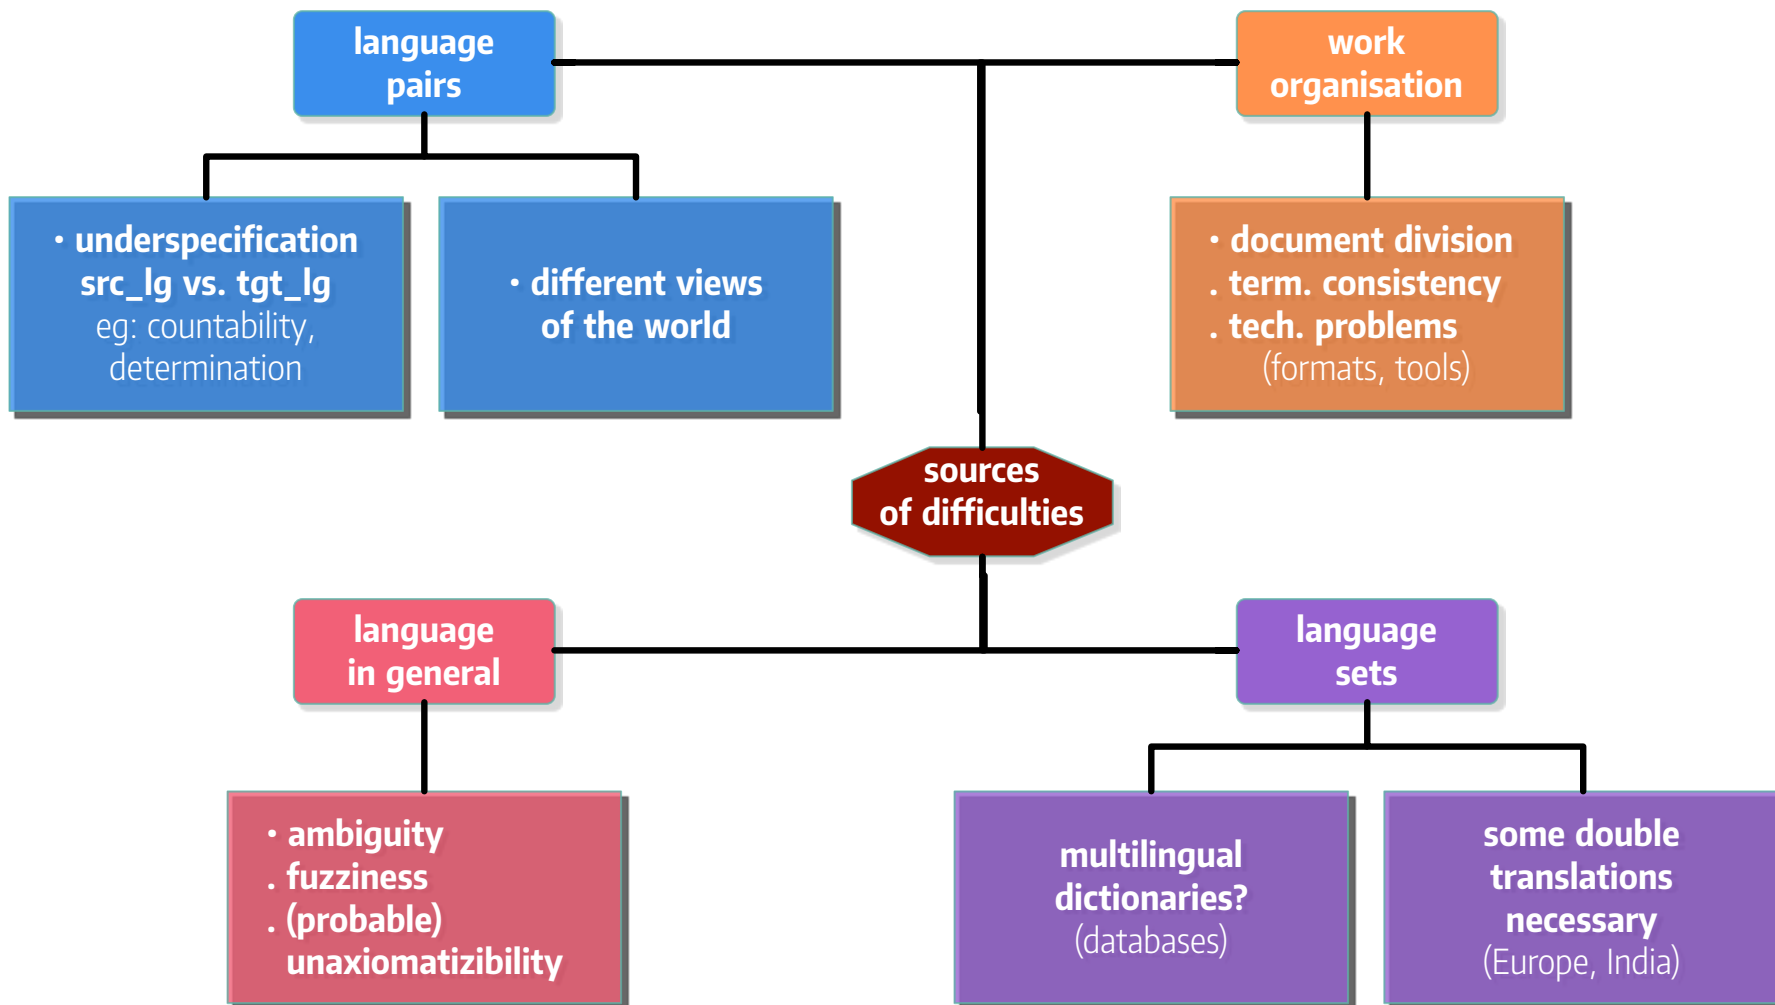 language
pairs
work
organisation
· underspecification
src_lg vs. tgt_lg
eg: countability,
determination
· different views
of the world
· document division
. term. consistency
. tech. problems
(formats, tools)
sources
of difficulties
language
in general
language
sets
· ambiguity
. fuzziness
. (probable)
unaxiomatizibility
multilingual
dictionaries?
(databases)
some double
translations
necessary
(Europe, India)